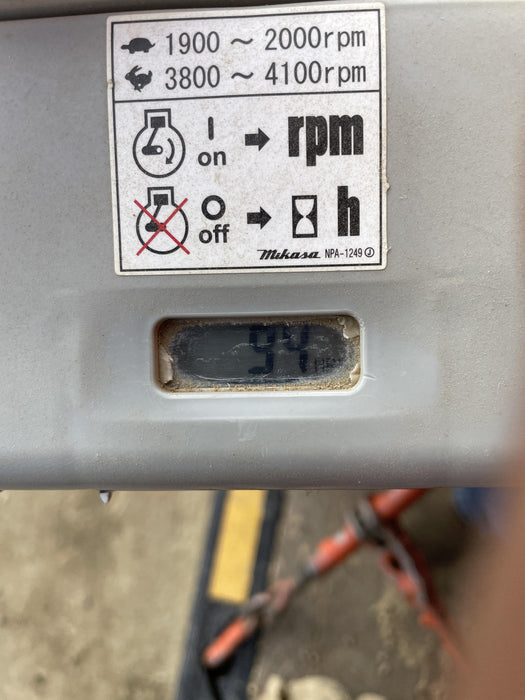 1900 ~ 2000rpm
3800 ~ 4100rpm
I on rpm
O off h
Mikasa NPA-1249 J
94